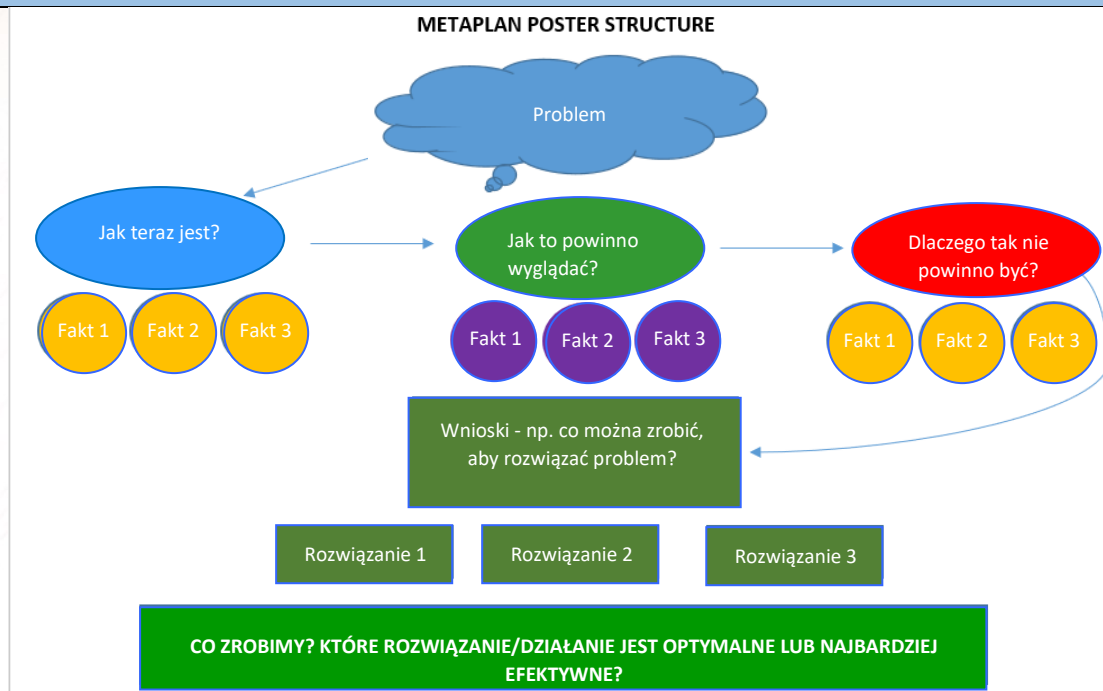 METAPLAN POSTER STRUCTURE
Problem
Jak teraz jest?
Jak to powinno
wyglądać?
Dlaczego tak nie
powinno być?
Fakt 1
Fakt 2
Fakt 3
Fakt 1
Fakt 2
Fakt 3
Fakt 1
Fakt 2
Fakt 3
Wnioski - np. co można zrobić,
aby rozwiązać problem?
Rozwiązanie 1
Rozwiązanie 2
Rozwiązanie 3
CO ZROBIMY? KTÓRE ROZWIĄZANIE/DZIAŁANIE JEST OPTYMALNE LUB NAJBARDZIEJ
EFEKTYWNE?